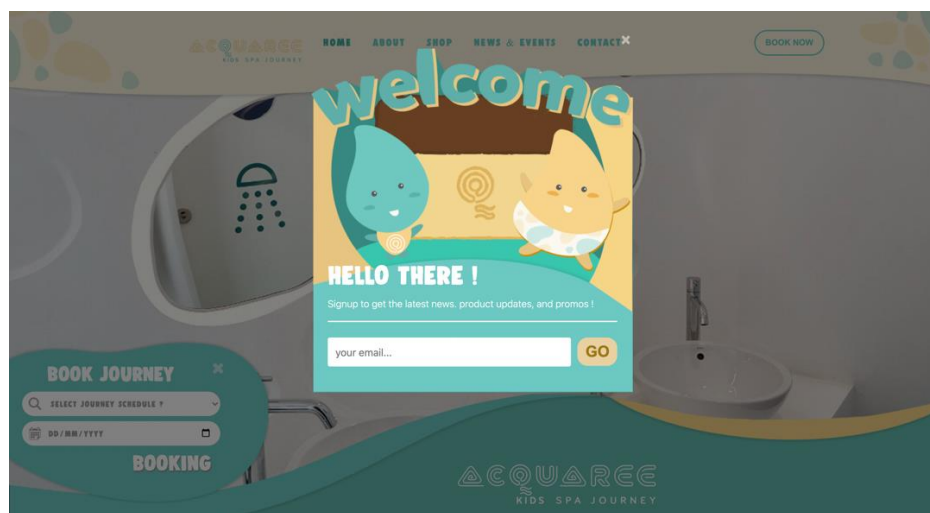 ACQUAREE
KIDS SPA JOURNEY
HOME ABOUT SHOP NEWS & EVENTS CONTACT
BOOK NOW
welcome
HELLO THERE !
Signup to get the latest news. product updates, and promos !
your email...
GO
BOOK JOURNEY
SELECT JOURNEY SCHEDULE ?
DD/MM/YYYY
BOOKING
ACQUAREE
KIDS SPA JOURNEY